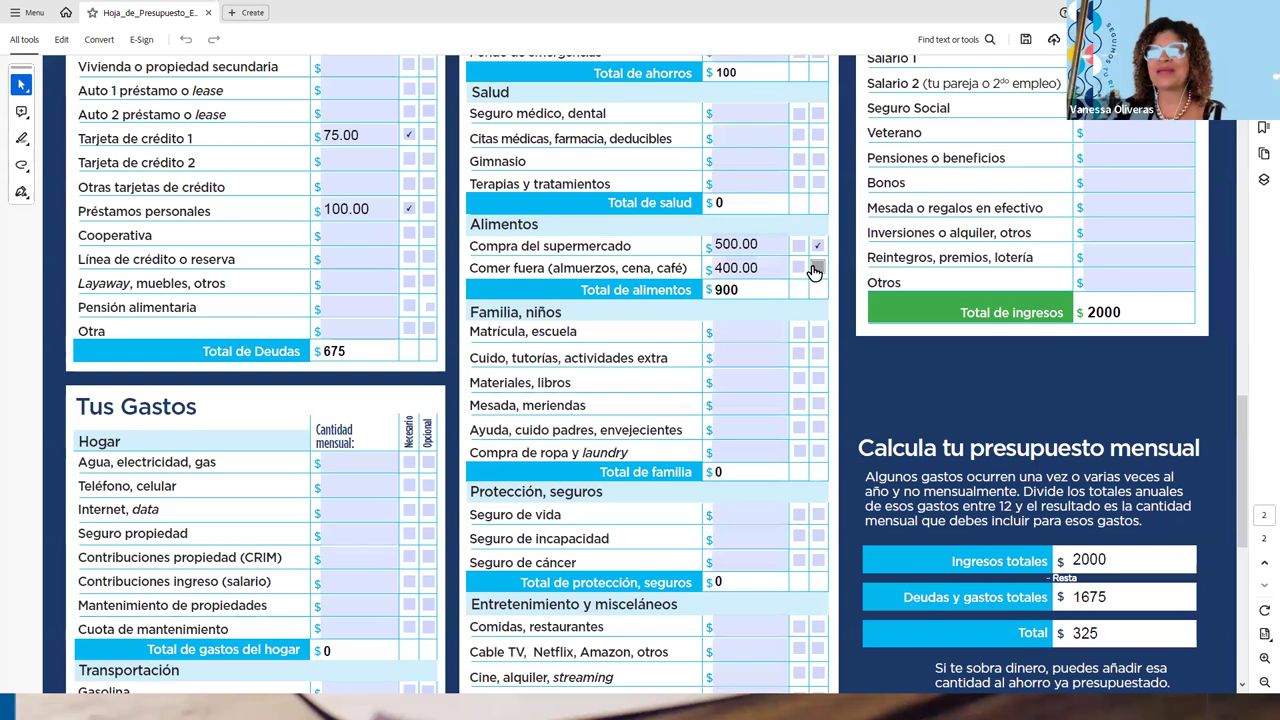 Menu
Hoja_de_Presupuesto_E...
Create
All tools
Edit
Convert
E-Sign
Find text or tools
Vivienda o propiedad secundaria $
Auto 1 préstamo o lease $
Auto 2 préstamo o lease $
Tarjeta de crédito 1 $ 75.00
Tarjeta de crédito 2 $
Otras tarjetas de crédito $
Préstamos personales $ 100.00
Cooperativa $
Línea de crédito o reserva $
Layaway, muebles, otros $
Pensión alimentaria $
Otra $
Total de Deudas $ 675
Tus Gastos
Cantidad
mensual:
Necesario
Opcional
Hogar
Agua, electricidad, gas $
Teléfono, celular $
Internet, data $
Seguro propiedad $
Contribuciones propiedad (CRIM) $
Contribuciones ingreso (salario) $
Mantenimiento de propiedades $
Cuota de mantenimiento $
Total de gastos del hogar $ 0
Transportación
Gasolina
Total de ahorros $ 100
Salud
Seguro médico, dental $
Citas médicas, farmacia, deducibles $
Gimnasio $
Terapias y tratamientos $
Total de salud $ 0
Alimentos
Compra del supermercado $ 500.00
Comer fuera (almuerzos, cena, café) $ 400.00
Total de alimentos $ 900
Familia, niños
Matrícula, escuela $
Cuido, tutorías, actividades extra $
Materiales, libros $
Mesada, meriendas $
Ayuda, cuido padres, envejecientes $
Compra de ropa y laundry $
Total de familia $ 0
Protección, seguros
Seguro de vida $
Seguro de incapacidad $
Seguro de cáncer $
Total de protección, seguros $ 0
Entretenimiento y misceláneos
Comidas, restaurantes $
Cable TV, Netflix, Amazon, otros $
Cine, alquiler, streaming $
Salario 1
Salario 2 (tu pareja o 2do empleo)
Seguro Social
Veterano $
Pensiones o beneficios $
Bonos $
Mesada o regalos en efectivo $
Inversiones o alquiler, otros $
Reintegros, premios, lotería $
Otros $
Total de ingresos $ 2000
Calcula tu presupuesto mensual
Algunos gastos ocurren una vez o varias veces al
año y no mensualmente. Divide los totales anuales
de esos gastos entre 12 y el resultado es la cantidad
mensual que debes incluir para esos gastos.
Ingresos totales $ 2000
- Resta
Deudas y gastos totales $ 1675
Total $ 325
Si te sobra dinero, puedes añadir esa
cantidad al ahorro ya presupuestado.
Vanessa Oliveras
2
2